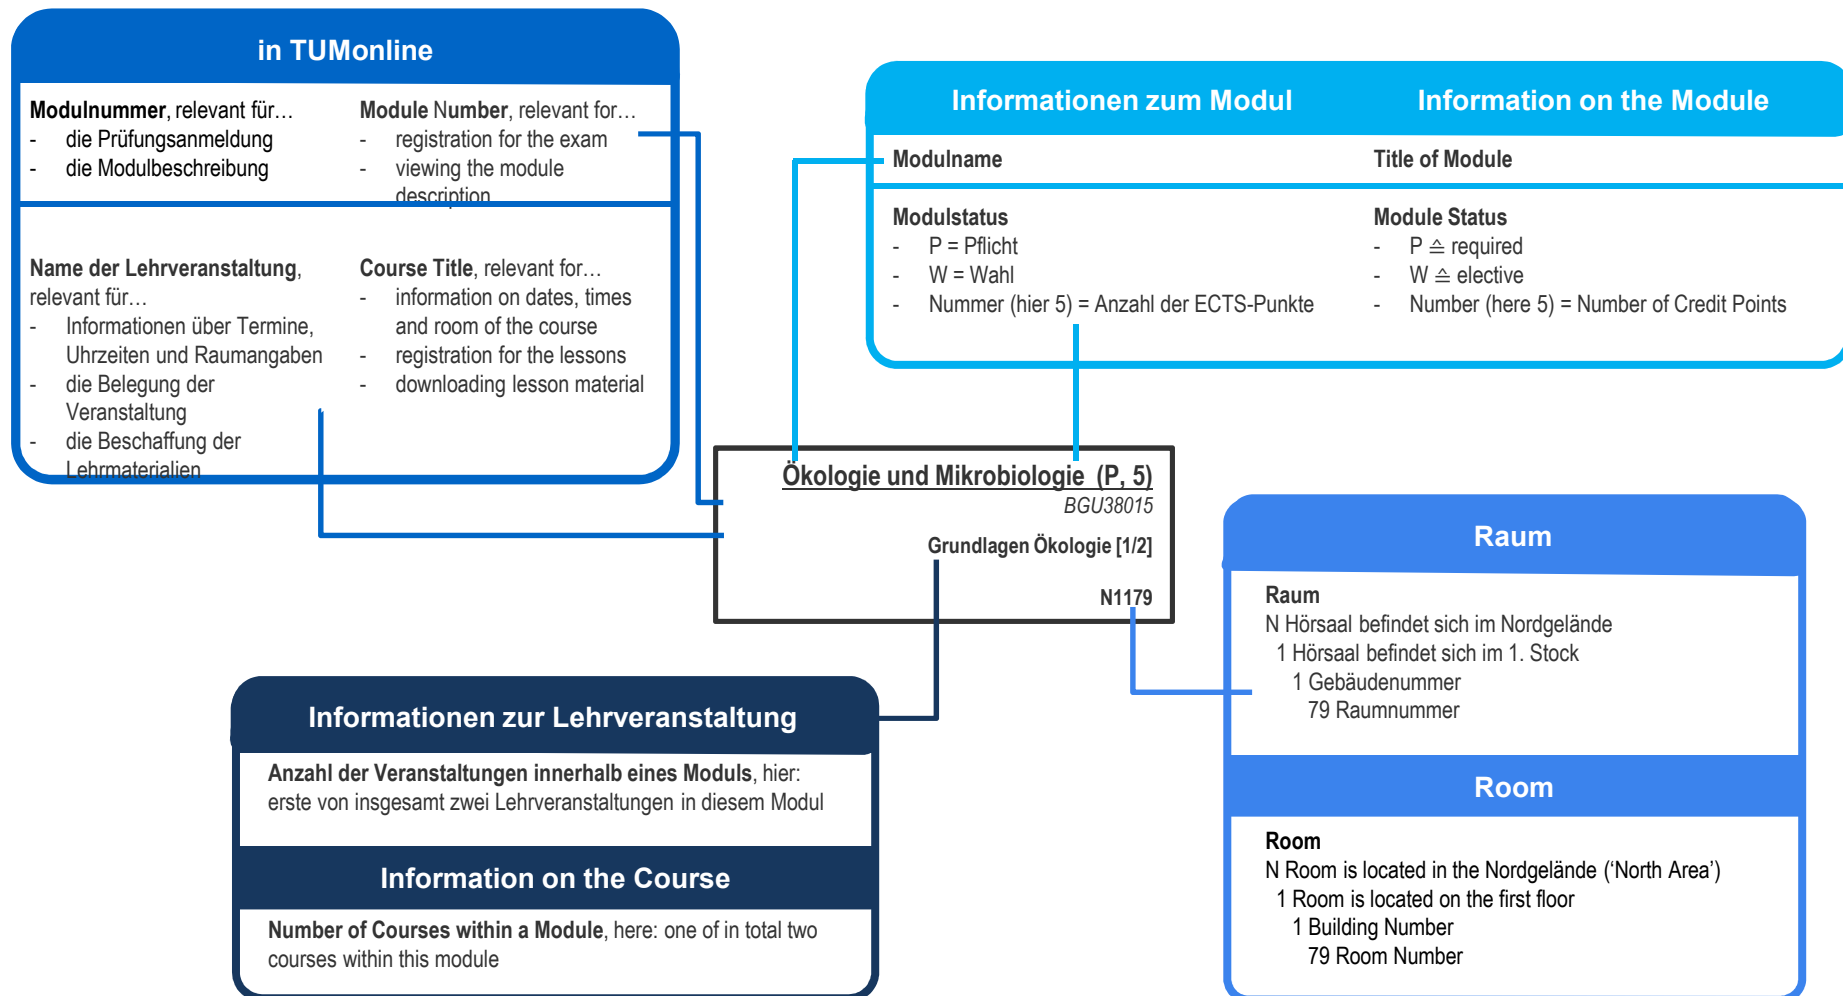 in TUMonline
Modulnummer, relevant für…
- die Prüfungsanmeldung
- die Modulbeschreibung
Module Number, relevant for…
- registration for the exam
- viewing the module
description
Name der Lehrveranstaltung,
relevant für…
- Informationen über Termine,
Uhrzeiten und Raumangaben
- die Belegung der
Veranstaltung
- die Beschaffung der
Lehrmaterialien
Course Title, relevant for…
- information on dates, times
and room of the course
- registration for the lessons
- downloading lesson material
Informationen zum Modul
Information on the Module
Modulname
Title of Module
Modulstatus
- P = Pflicht
- W = Wahl
- Nummer (hier 5) = Anzahl der ECTS-Punkte
Module Status
- P ≙ required
- W ≙ elective
- Number (here 5) = Number of Credit Points
Ökologie und Mikrobiologie (P, 5)
BGU38015
Grundlagen Ökologie [1/2]
N1179
Informationen zur Lehrveranstaltung
Anzahl der Veranstaltungen innerhalb eines Moduls, hier:
erste von insgesamt zwei Lehrveranstaltungen in diesem Modul
Information on the Course
Number of Courses within a Module, here: one of in total two
courses within this module
Raum
Raum
N Hörsaal befindet sich im Nordgelände
1 Hörsaal befindet sich im 1. Stock
1 Gebäudenummer
79 Raumnummer
Room
Room
N Room is located in the Nordgelände (‘North Area’)
1 Room is located on the first floor
1 Building Number
79 Room Number